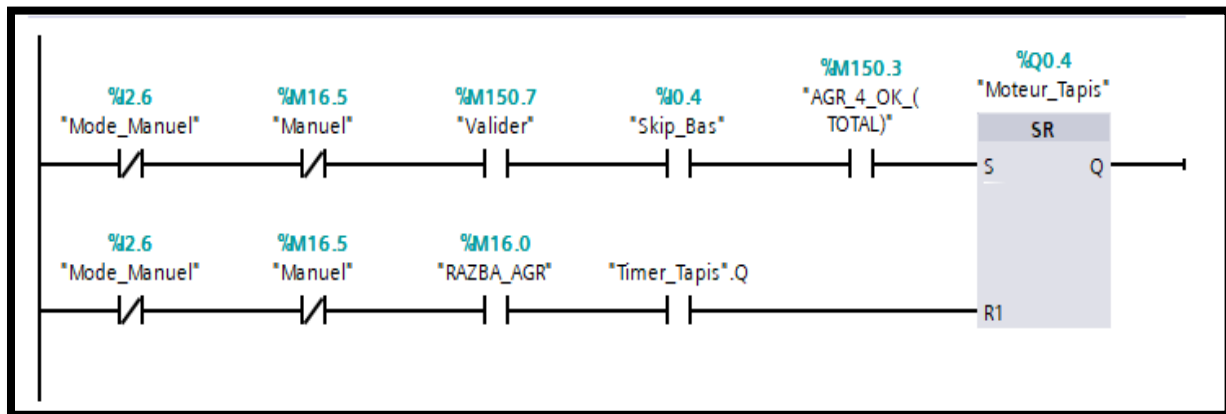 %I2.6
"Mode_Manuel"
%M16.5
"Manuel"
%M150.7
"Valider"
%I0.4
"Skip_Bas"
%M150.3
"AGR_4_OK_(
TOTAL)"
%Q0.4
"Moteur_Tapis"
SR
S
Q
%I2.6
"Mode_Manuel"
%M16.5
"Manuel"
%M16.0
"RAZBA_AGR"
"Timer_Tapis".Q
R1